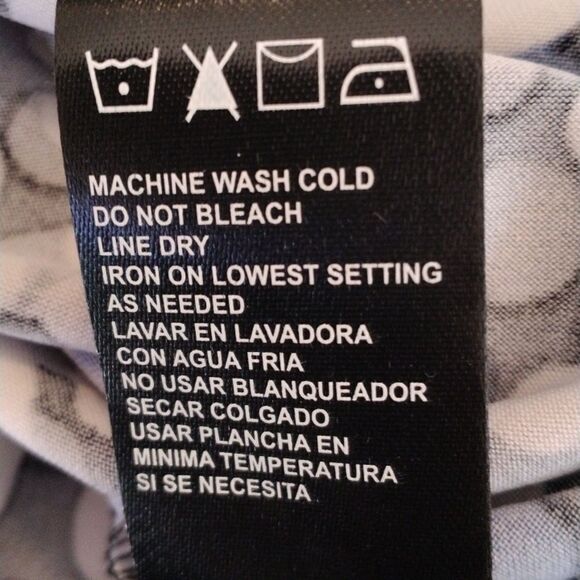 MACHINE WASH COLD
DO NOT BLEACH
LINE DRY
IRON ON LOWEST SETTING
AS NEEDED
LAVAR EN LAVADORA
CON AGUA FRIA
NO USAR BLANQUEADOR
SECAR COLGADO
USAR PLANCHA EN
MINIMA TEMPERATURA
SI SE NECESITA